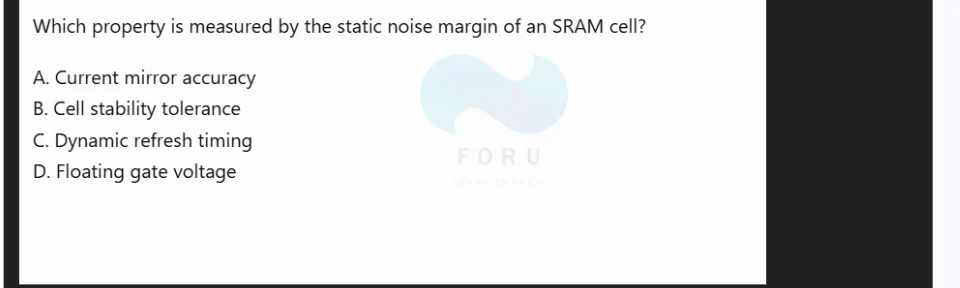 Which property is measured by the static noise margin of an SRAM cell?
A. Current mirror accuracy
B. Cell stability tolerance
C. Dynamic refresh timing
D. Floating gate voltage
FORU